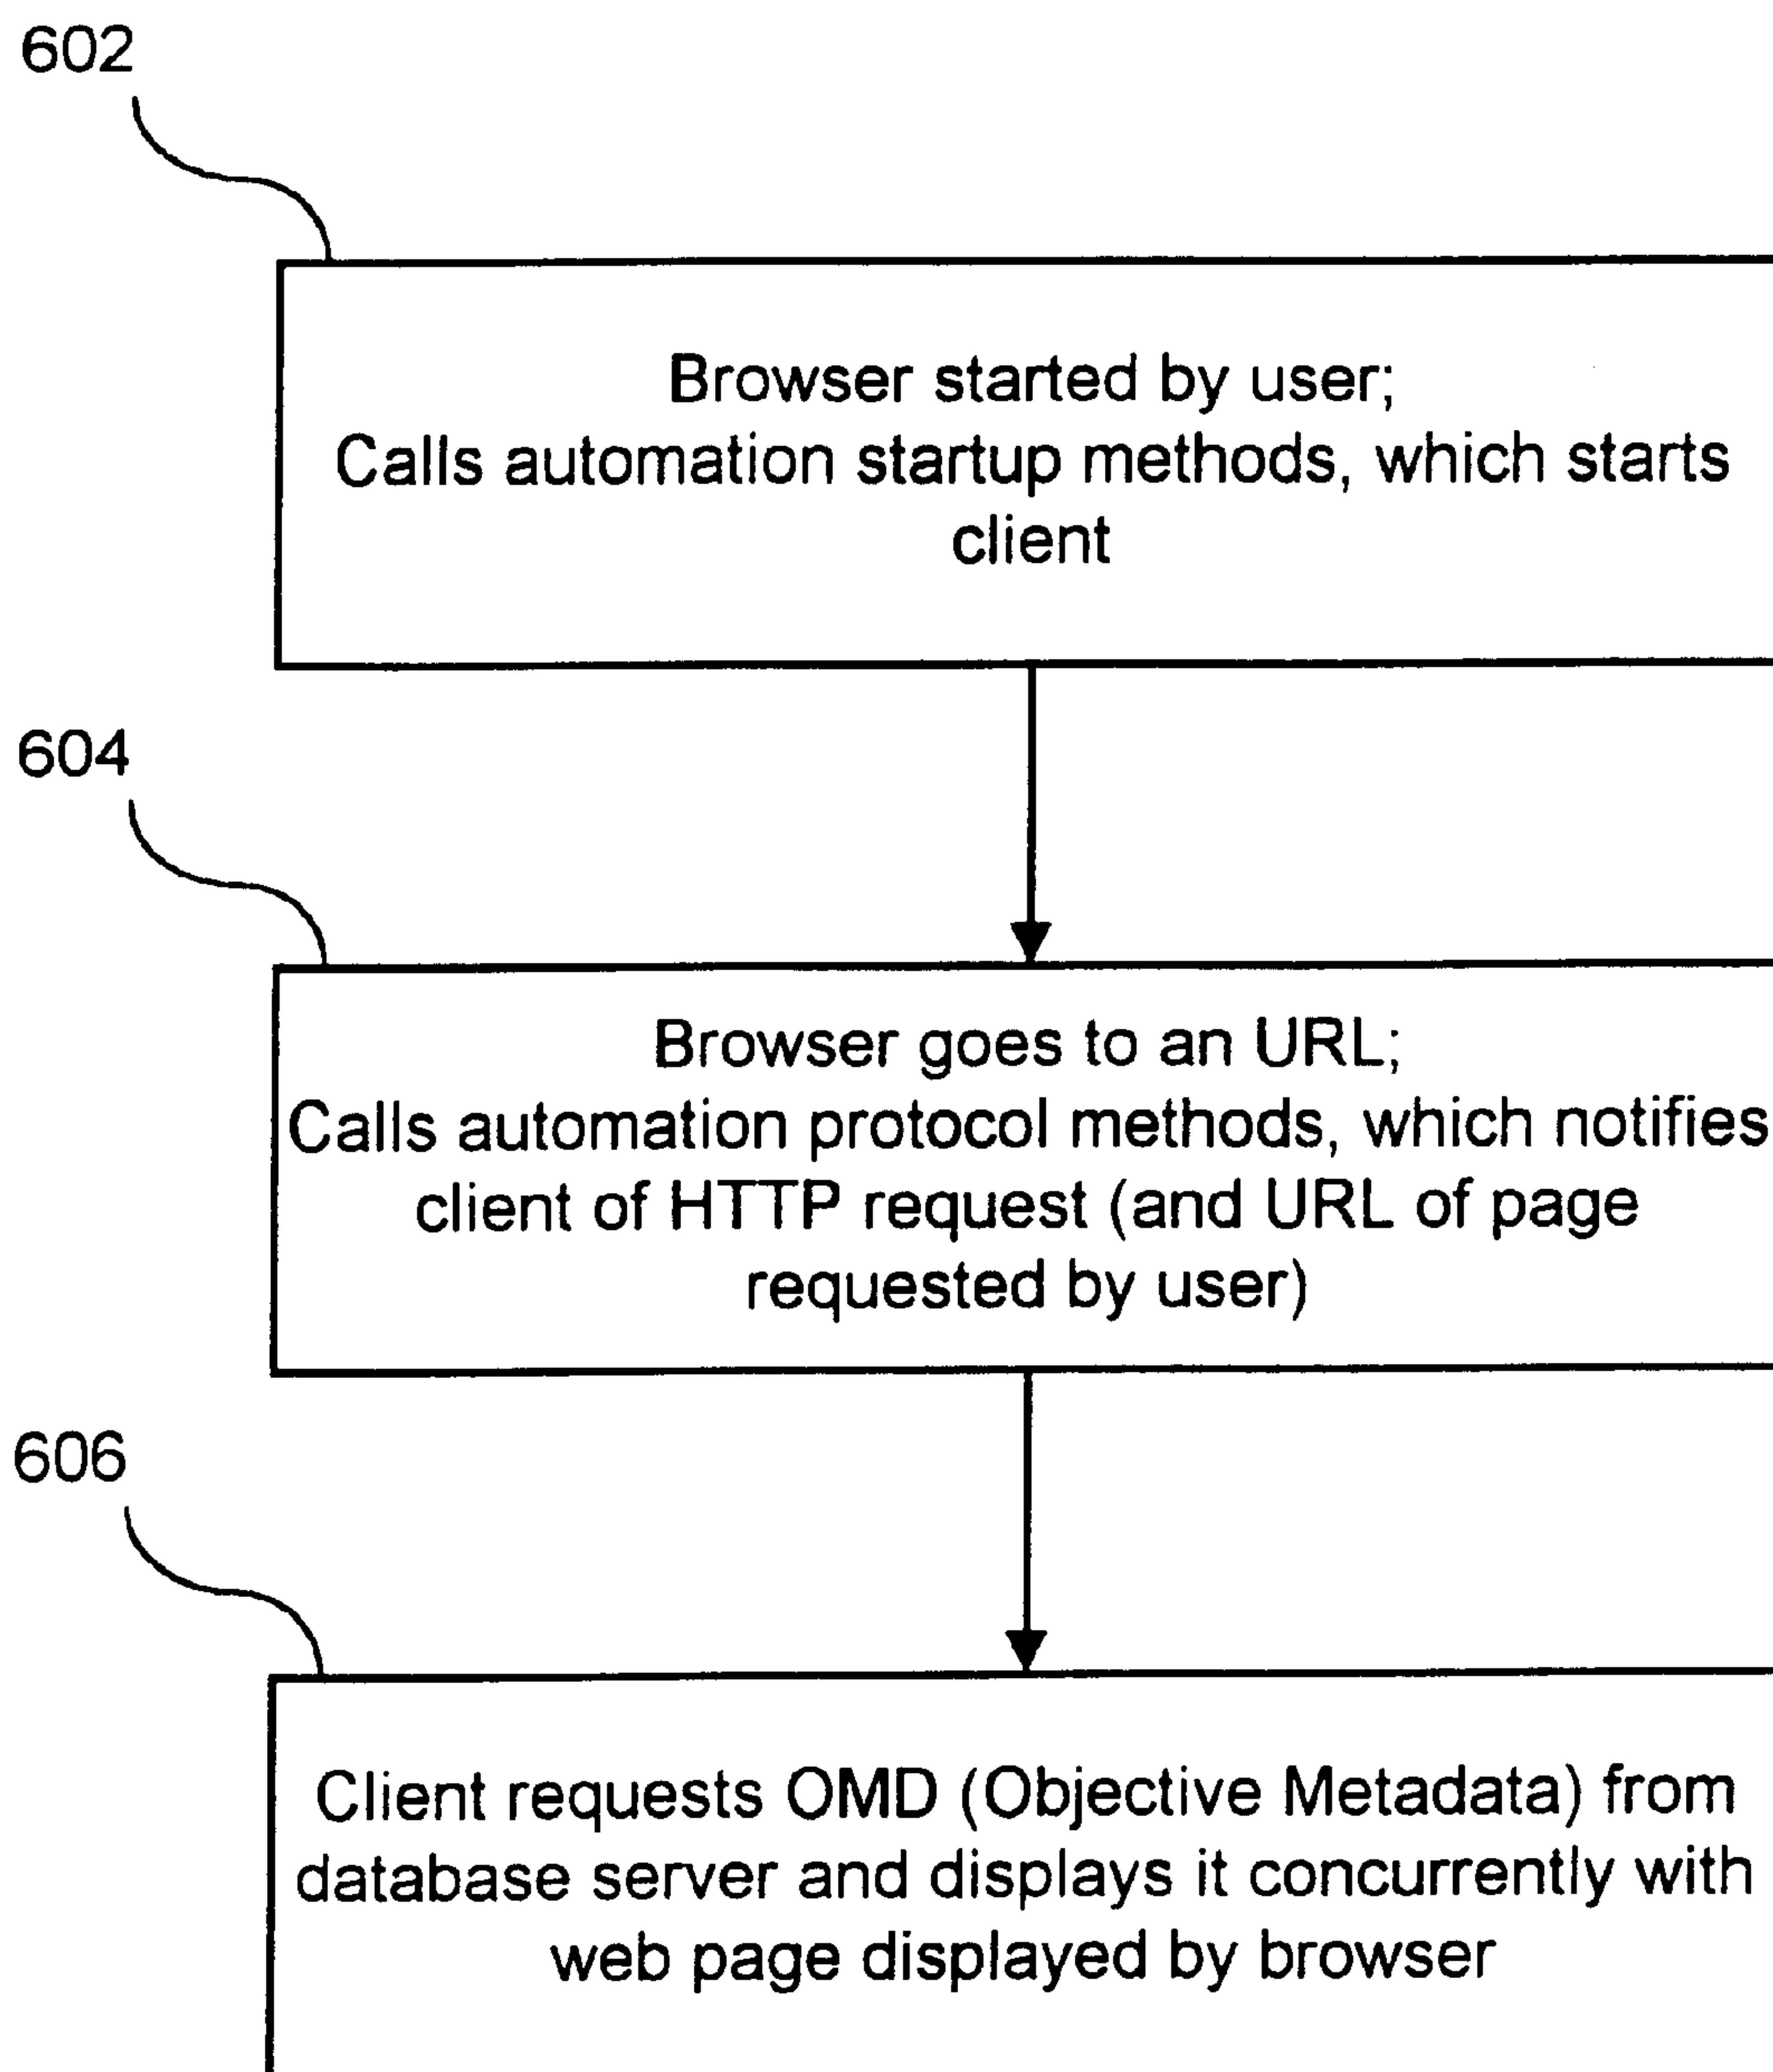 602
Browser started by user;
Calls automation startup methods, which starts
client
604
Browser goes to an URL;
Calls automation protocol methods, which notifies
client of HTTP request (and URL of page
requested by user)
606
Client requests OMD (Objective Metadata) from
database server and displays it concurrently with
web page displayed by browser